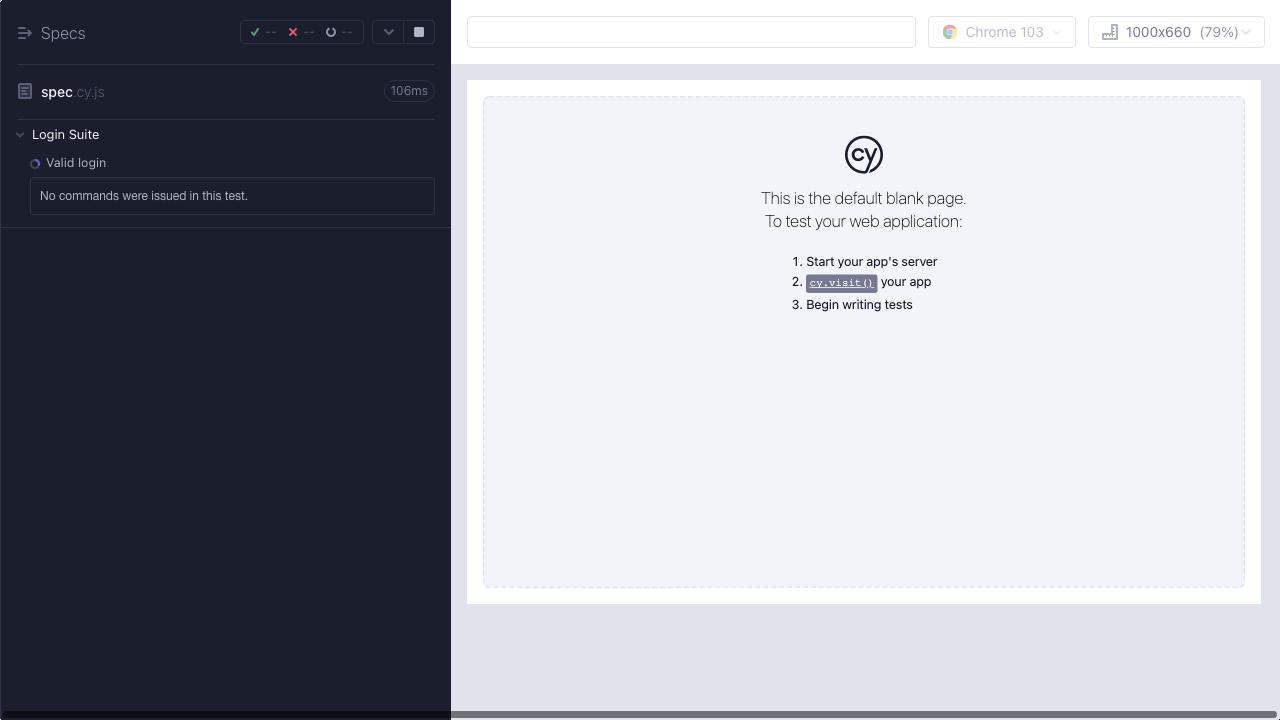 Specs
-- -- --
spec.cy.js
106ms
Login Suite
Valid login
No commands were issued in this test.
Chrome 103
1000x660 (79%)
cy
This is the default blank page.
To test your web application:
1. Start your app's server
2. cy.visit() your app
3. Begin writing tests